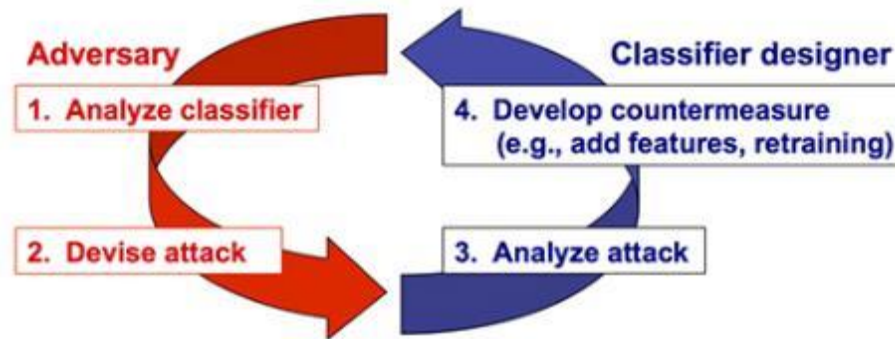 Adversary
1. Analyze classifier
2. Devise attack
Classifier designer
4. Develop countermeasure
(e.g., add features, retraining)
3. Analyze attack